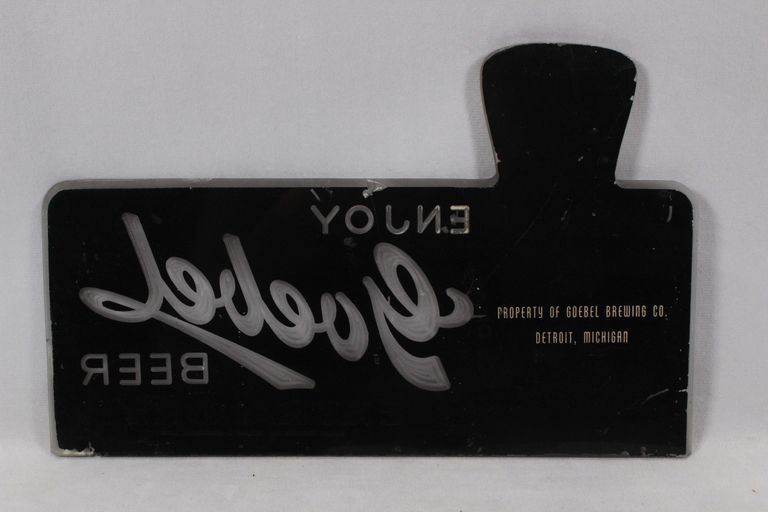 ENJOY
Goebel
BEER
PROPERTY OF GOEBEL BREWING CO.
DETROIT, MICHIGAN